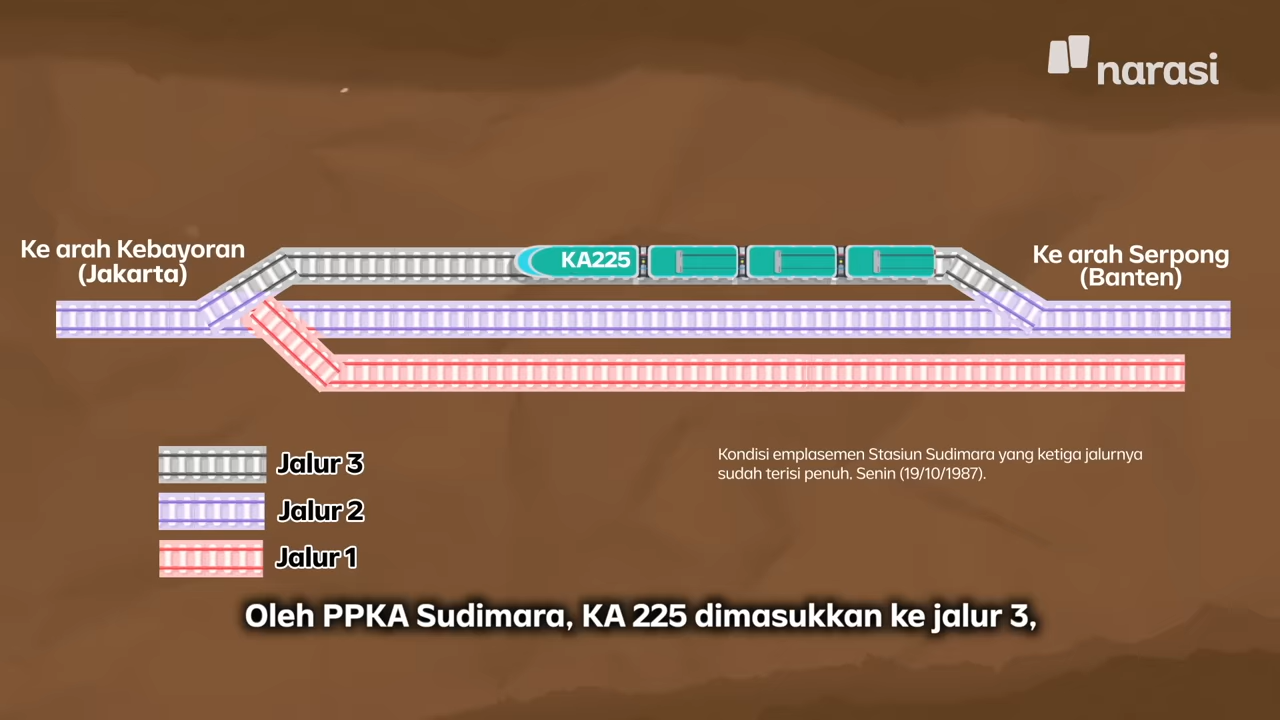 narasi
Ke arah Kebayoran
(Jakarta)
KA225
Ke arah Serpong
(Banten)
Jalur 3
Jalur 2
Jalur 1
Kondisi emplasemen Stasiun Sudimara yang ketiga jalurnya
sudah terisi penuh. Senin (19/10/1987).
Oleh PPKA Sudimara, KA 225 dimasukkan ke jalur 3,